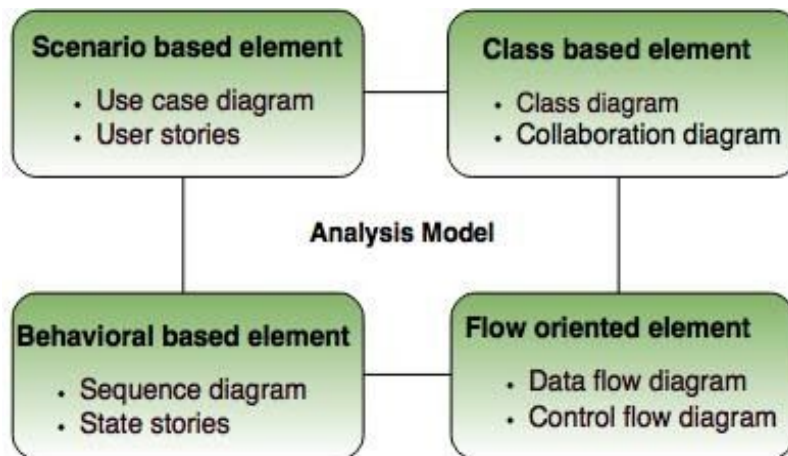 Scenario based element
• Use case diagram
• User stories
Class based element
• Class diagram
• Collaboration diagram
Analysis Model
Behavioral based element
• Sequence diagram
• State stories
Flow oriented element
• Data flow diagram
• Control flow diagram